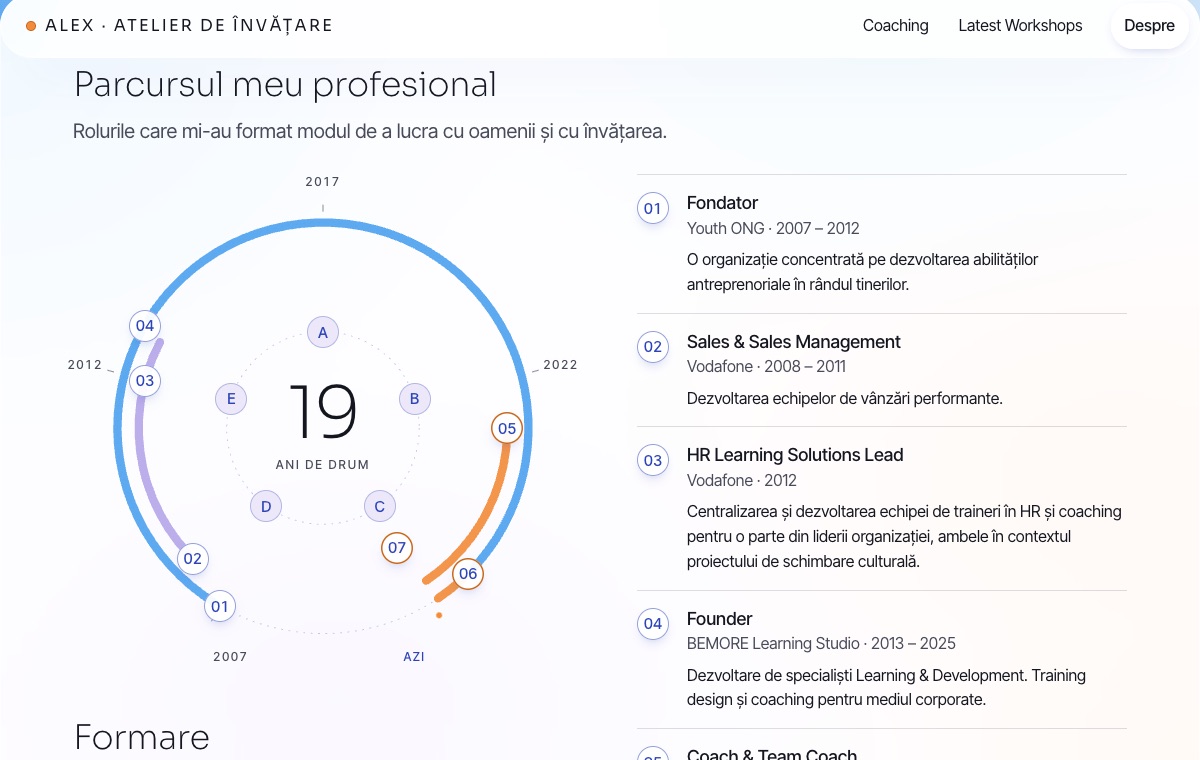 ALEX · ATELIER DE ÎNVĂȚARE
Coaching
Latest Workshops
Despre
Parcursul meu profesional
Rolurile care mi-au format modul de a lucra cu oamenii și cu învățarea.
2017
04
2012
03
A
E
B
19
ANI DE DRUM
2022
05
D
C
07
02
06
01
2007
AZI
01
Fondator
Youth ONG · 2007 – 2012
O organizație concentrată pe dezvoltarea abilităților
antreprenoriale în rândul tinerilor.
02
Sales & Sales Management
Vodafone · 2008 – 2011
Dezvoltarea echipelor de vânzări performante.
03
HR Learning Solutions Lead
Vodafone · 2012
Centralizarea și dezvoltarea echipei de traineri în HR și coaching
pentru o parte din liderii organizației, ambele în contextul
proiectului de schimbare culturală.
04
Founder
BEMORE Learning Studio · 2013 – 2025
Dezvoltare de specialiști Learning & Development. Training
design și coaching pentru mediul corporate.
05
Coach & Team Coach
Formare